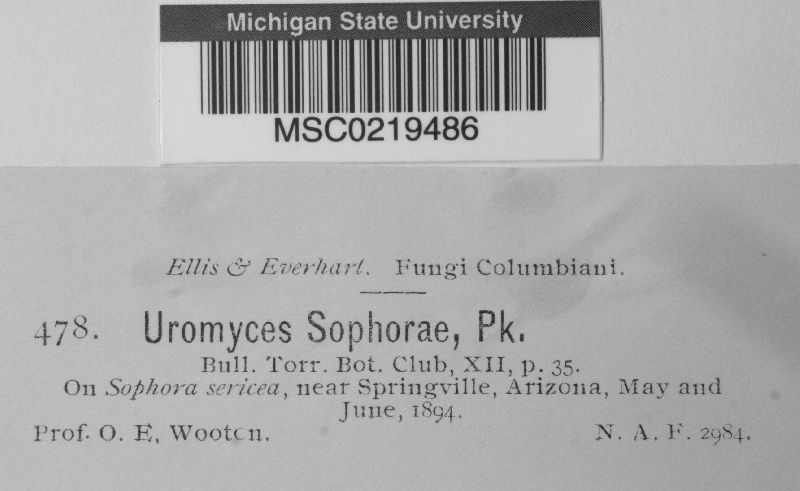 Michigan State University
MSC0219486
Ellis & Everhart. Fungi Columbiani.
478. Uromyces Sophorae, Pk.
Bull. Torr. Bot. Club, XII, p. 35.
On Sophora sericea, near Springville, Arizona, May and
June, 1894.
Prof. O. E, Wooten. N. A. F. 2984.